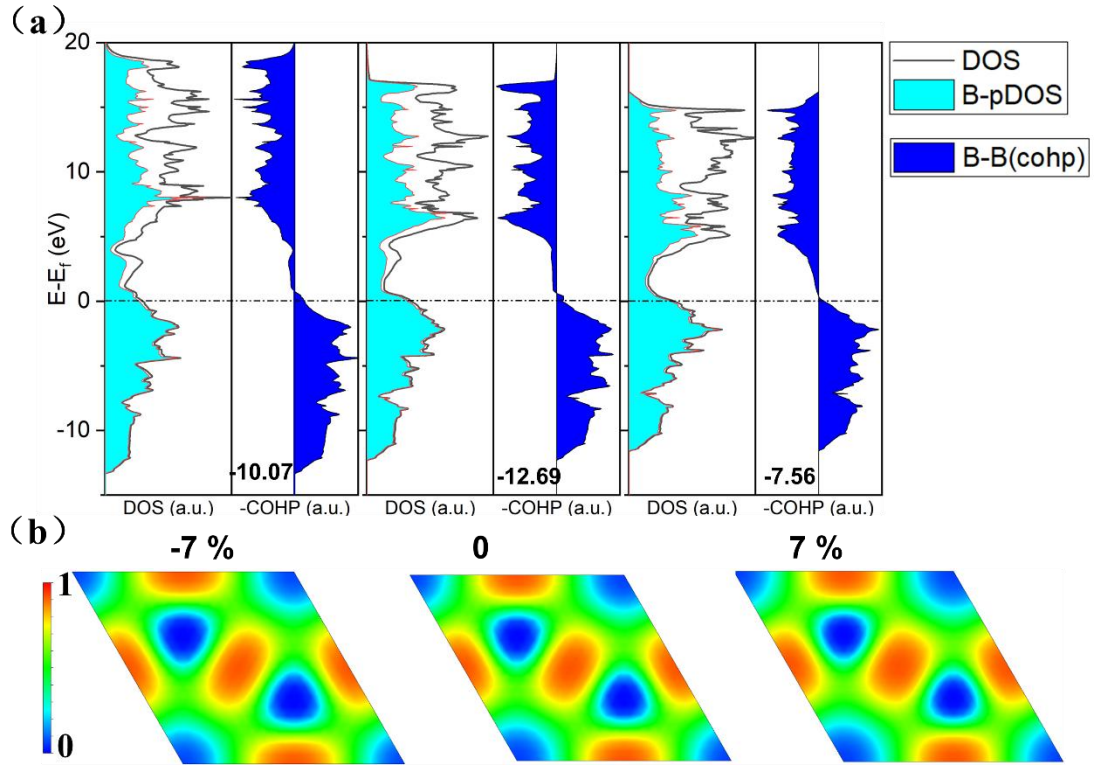 （a）
20
10
0
-10
E-E_f (eV)
-10.07
-12.69
-7.56
DOS (a.u.)
-COHP (a.u.)
DOS (a.u.)
-COHP (a.u.)
DOS (a.u.)
-COHP (a.u.)
DOS
B-pDOS
B-B(cohp)
（b）
-7 %
0
7 %
1
0